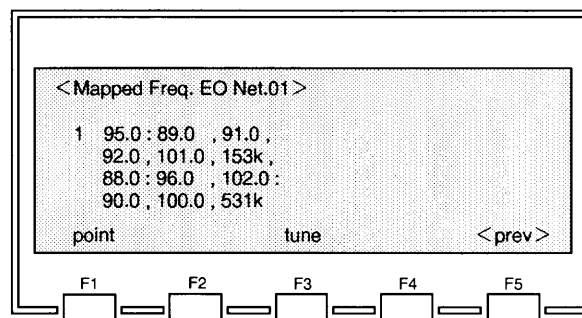 <Mapped Freq. EO Net.01>
1 95.0 : 89.0 , 91.0 ,
92.0 , 101.0 , 153k ,
88.0 : 96.0 , 102.0 :
90.0 , 100.0 , 531k
point tune <prev>
F1 F2 F3 F4 F5